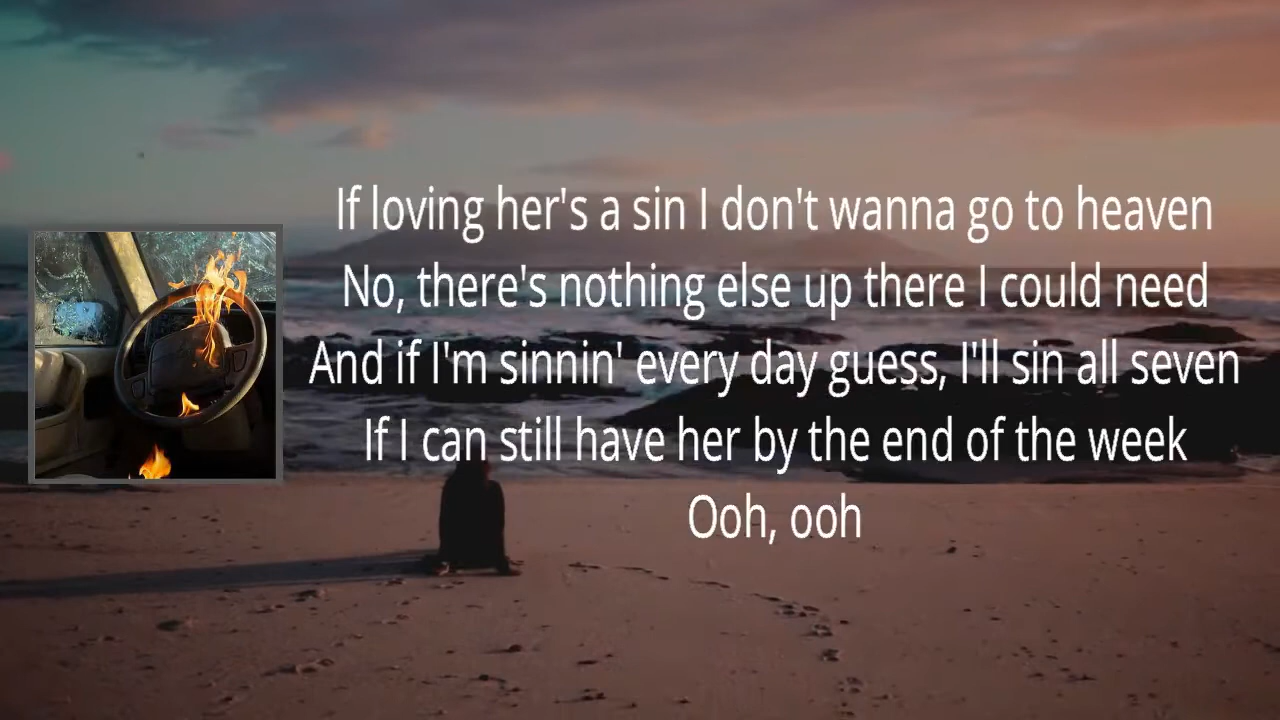 If loving her's a sin I don't wanna go to heaven
No, there's nothing else up there I could need
And if I'm sinnin' every day guess, I'll sin all seven
If I can still have her by the end of the week
Ooh, ooh